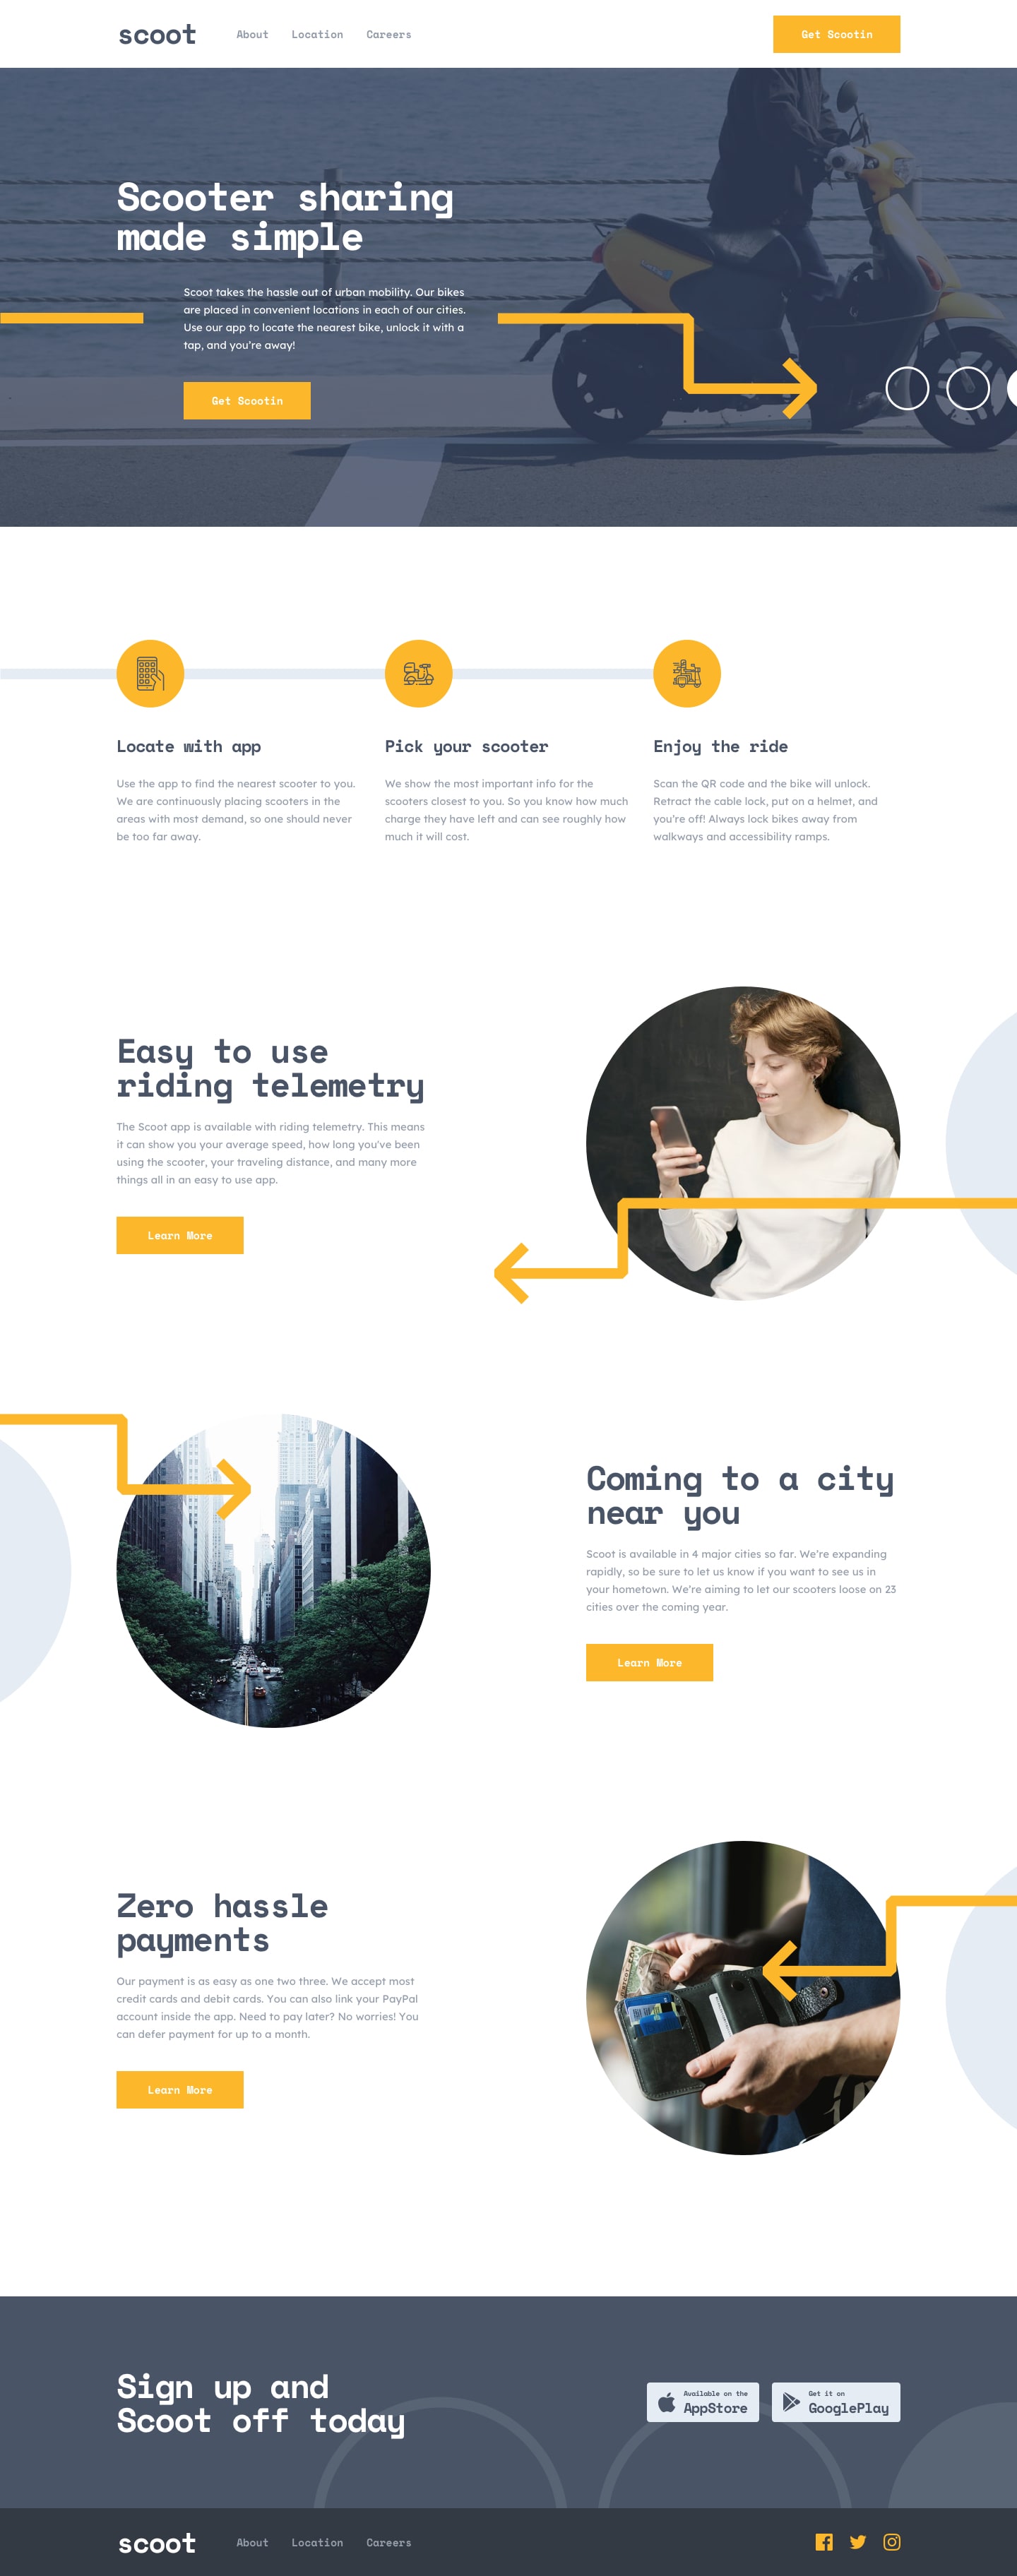 scoot
About
Location
Careers
Get Scootin
Scooter sharing
made simple
Scoot takes the hassle out of urban mobility. Our bikes
are placed in convenient locations in each of our cities.
Use our app to locate the nearest bike, unlock it with a
tap, and you're away!
Get Scootin
Locate with app
Use the app to find the nearest scooter to you.
We are continuously placing scooters in the
areas with most demand, so one should never
be too far away.
Pick your scooter
We show the most important info for the
scooters closest to you. So you know how much
charge they have left and can see roughly how
much it will cost.
Enjoy the ride
Scan the QR code and the bike will unlock.
Retract the cable lock, put on a helmet, and
you're off! Always lock bikes away from
walkways and accessibility ramps.
Easy to use
riding telemetry
The Scoot app is available with riding telemetry. This means
it can show you your average speed, how long you've been
using the scooter, your traveling distance, and many more
things all in an easy to use app.
Learn More
Coming to a city
near you
Scoot is available in 4 major cities so far. We're expanding
rapidly, so be sure to let us know if you want to see us in
your hometown. We're aiming to let our scooters loose on 23
cities over the coming year.
Learn More
Zero hassle
payments
Our payment is as easy as one two three. We accept most
credit cards and debit cards. You can also link your PayPal
account inside the app. Need to pay later? No worries! You
can defer payment for up to a month.
Learn More
Sign up and
Scoot off today
Available on the
AppStore
Get it on
GooglePlay
scoot
About
Location
Careers